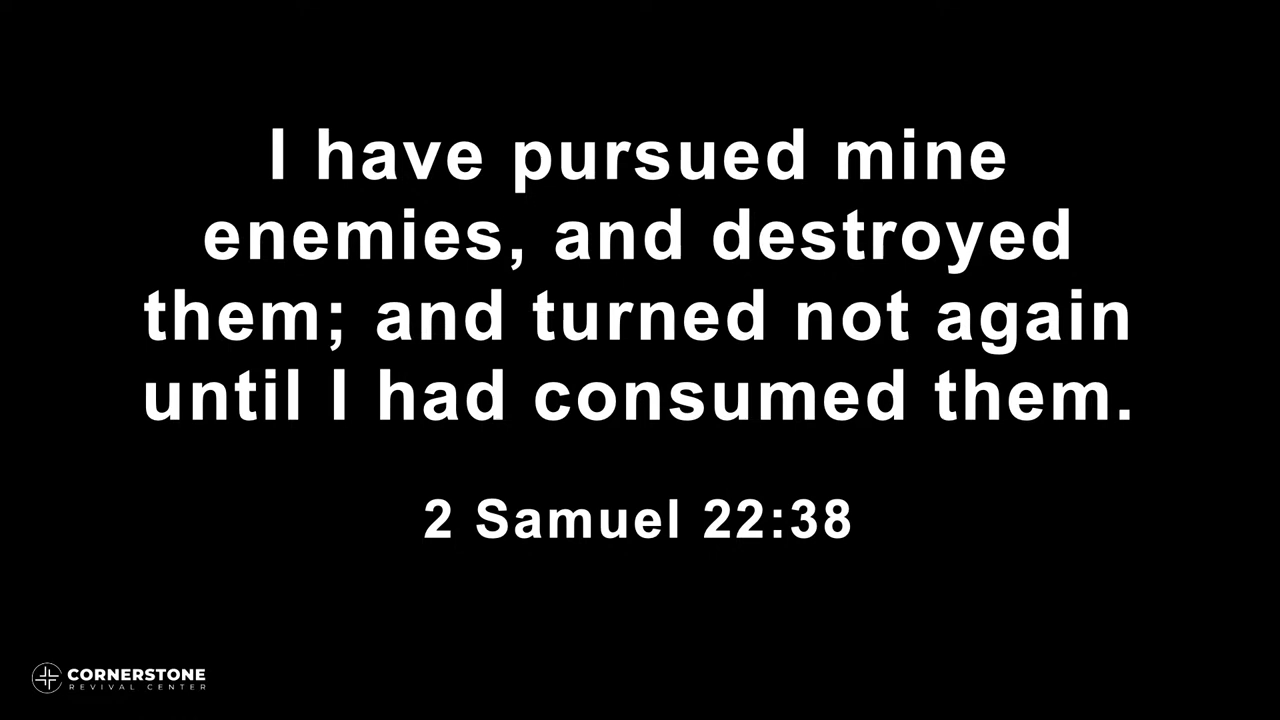 I have pursued mine
enemies, and destroyed
them; and turned not again
until I had consumed them.
2 Samuel 22:38
CORNERSTONE
REVIVAL CENTER